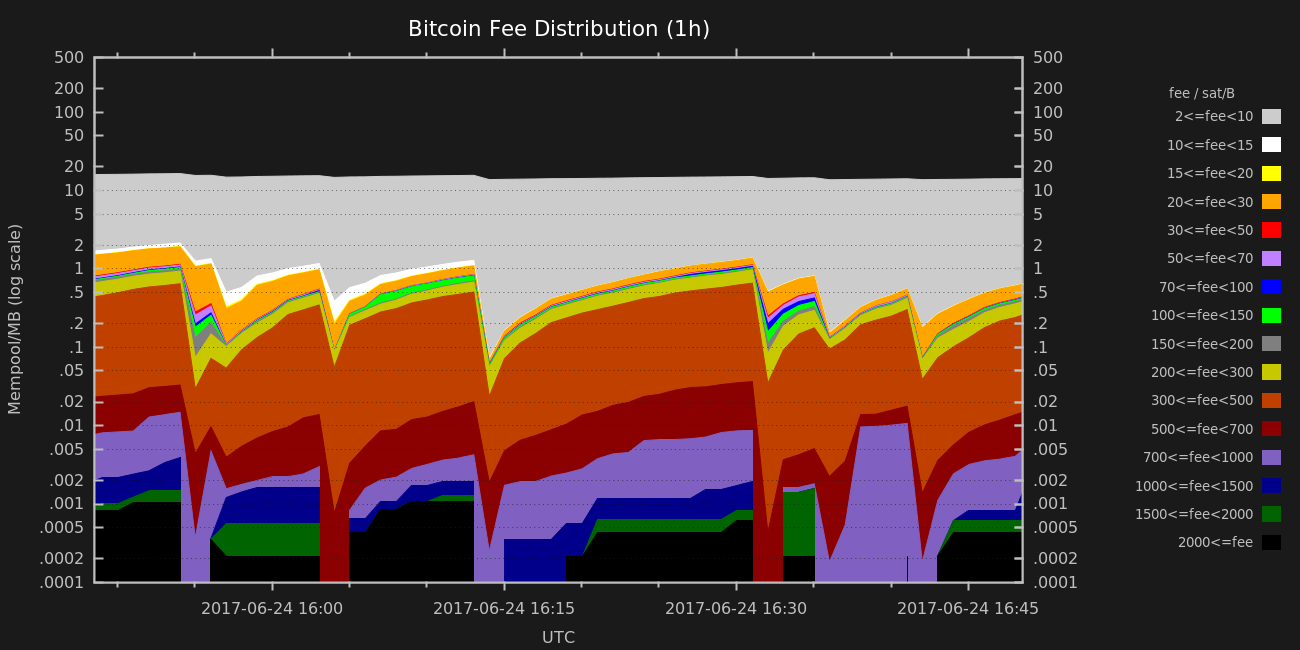 Bitcoin Fee Distribution (1h)
500
200
100
50
20
10
5
2
1
.5
.2
.1
.05
.02
.01
.005
.002
.001
.0005
.0002
.0001
Mempool/MB (log scale)
500
200
100
50
20
10
5
2
1
.5
.2
.1
.05
.02
.01
.005
.002
.001
.0005
.0002
.0001
2017-06-24 16:00
2017-06-24 16:15
2017-06-24 16:30
2017-06-24 16:45
UTC
fee / sat/B
2<=fee<10
10<=fee<15
15<=fee<20
20<=fee<30
30<=fee<50
50<=fee<70
70<=fee<100
100<=fee<150
150<=fee<200
200<=fee<300
300<=fee<500
500<=fee<700
700<=fee<1000
1000<=fee<1500
1500<=fee<2000
2000<=fee